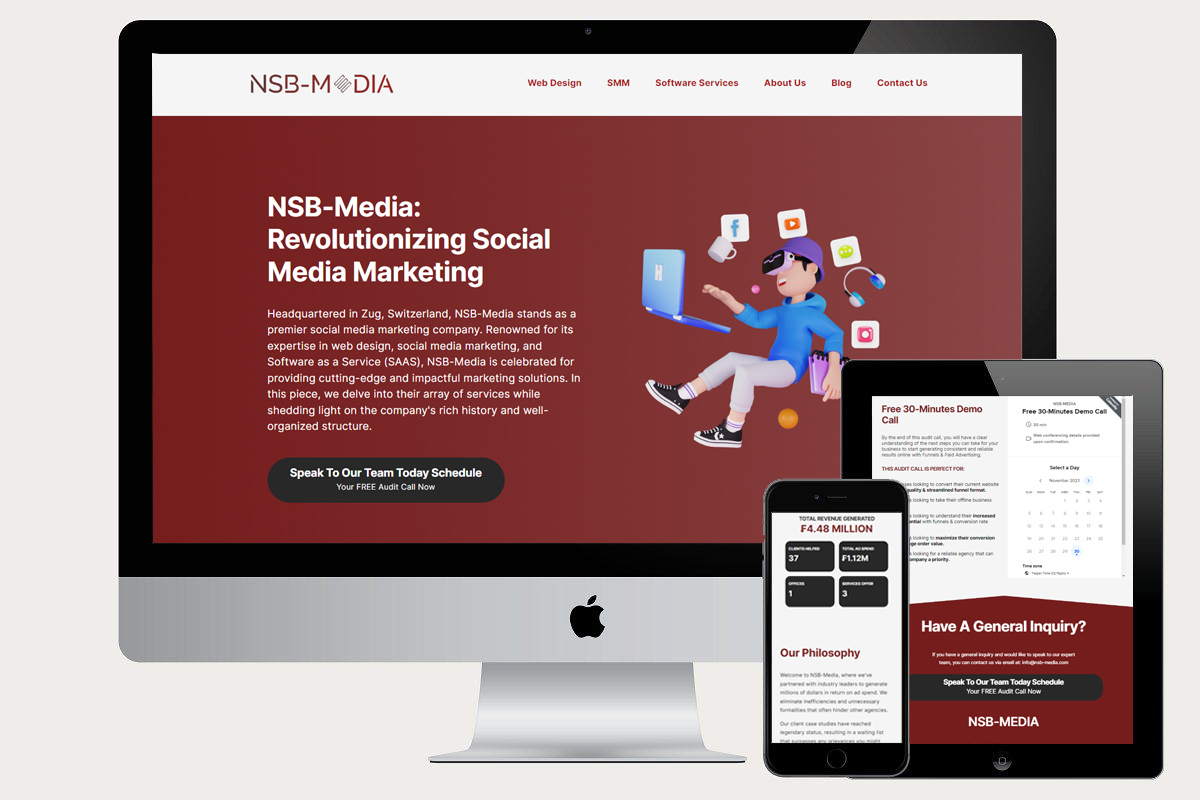 NSB-MEDIA
Web Design SMM Software Services About Us Blog Contact Us
NSB-Media:
Revolutionizing Social
Media Marketing
Headquartered in Zug, Switzerland, NSB-Media stands as a
premier social media marketing company. Renowned for its
expertise in web design, social media marketing, and
Software as a Service (SAAS), NSB-Media is celebrated for
providing cutting-edge and impactful marketing solutions. In
this piece, we delve into their array of services while
shedding light on the company's rich history and well-
organized structure.
Speak To Our Team Today Schedule
Your FREE Audit Call Now
H
TOTAL REVENUE GENERATED
₣4.48 MILLION
CLIENTS HELPED
37
TOTAL AD SPEND
₣1.12M
OFFICES
1
SERVICES OFFER
3
Our Philosophy
Welcome to NSB-Media, where we've
partnered with industry leaders to generate
millions of dollars in return on ad spend. We
eliminate inefficiencies and unnecessary
formalities that often hinder other agencies.
Our client case studies have reached
legendary status, resulting in a waiting list
that surpasses any grievances you might
Free 30-Minutes Demo
Call
By the end of this audit call, you will have a clear
understanding of the next steps you can take for your
business to start generating consistent and reliable
results online with Funnels & Paid Advertising.
THIS AUDIT CALL IS PERFECT FOR:
looking to convert their current website
quality & streamlined funnel format.
looking to take their offline business
looking to understand their increased
with funnels & conversion rate
looking to maximize their conversion
order value.
looking for a reliable agency that can
company a priority.
NSB-MEDIA
Free 30-Minutes Demo Call
30 min
Web conferencing details provided
upon confirmation.
Select a Day
November 2023
SUN MON TUE WED THU FRI SAT
1 2 3 4
5 6 7 8 9 10 11
12 13 14 15 16 17 18
19 20 21 22 23 24 25
26 27 28 29 30
Time zone
Have A General Inquiry?
If you have a general inquiry and would like to speak to our expert
team, you can contact us via email at: info@nsb-media.com
Speak To Our Team Today Schedule
Your FREE Audit Call Now
NSB-MEDIA